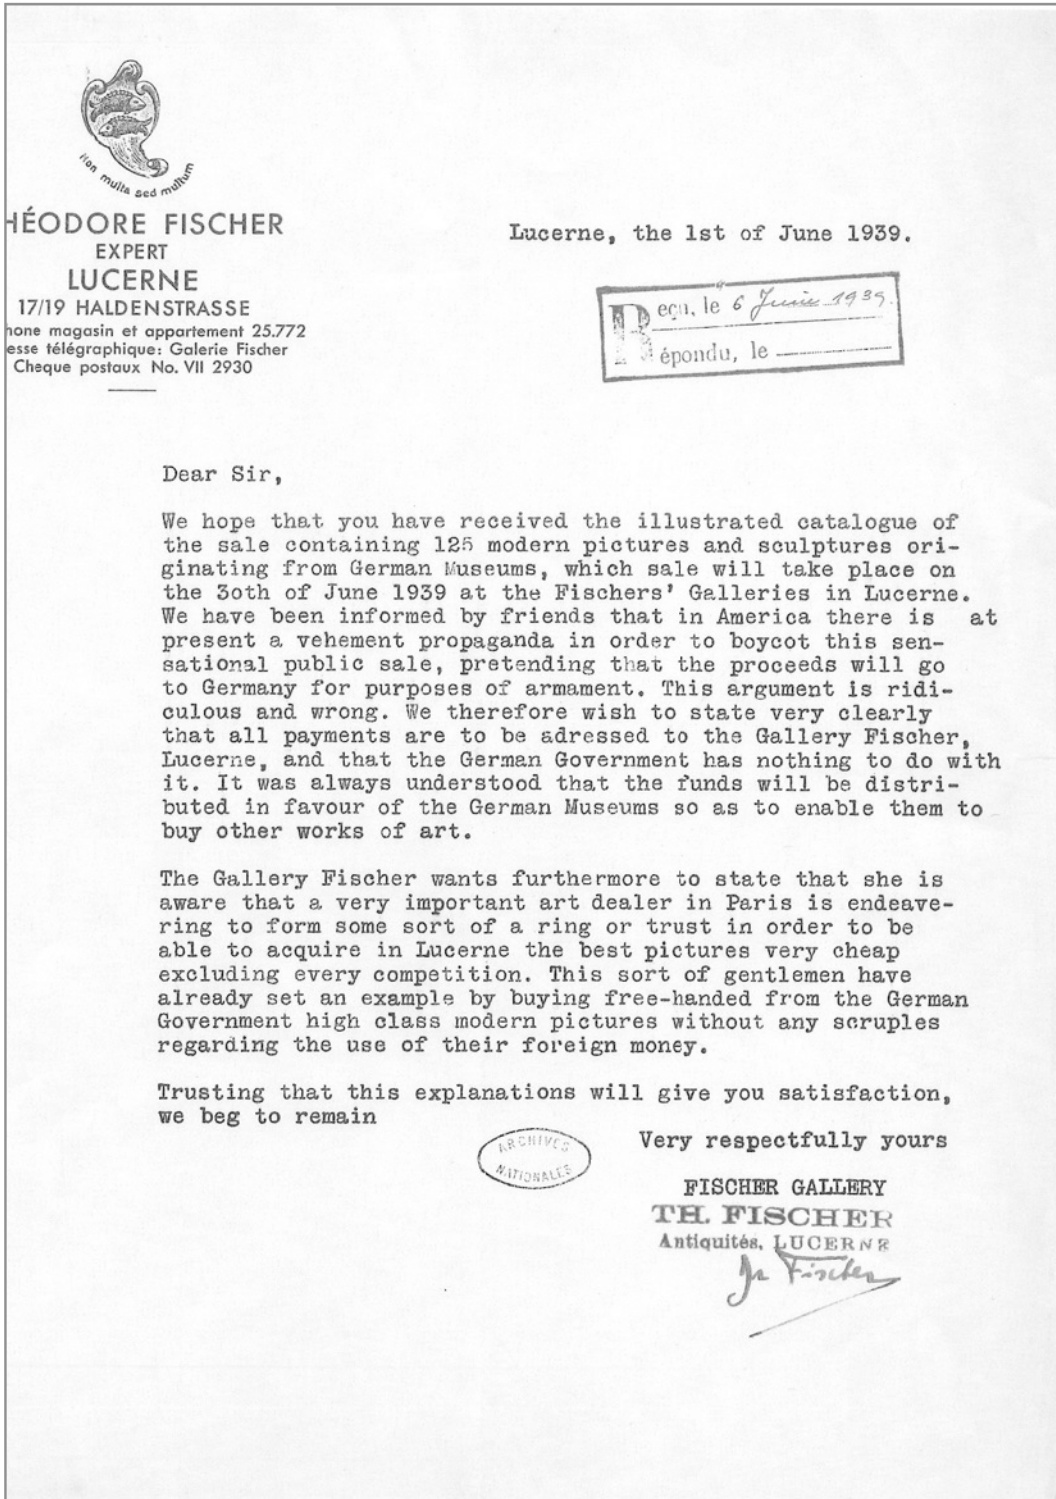 Non multa sed multum
HÉODORE FISCHER
EXPERT
LUCERNE
17/19 HALDENSTRASSE
hone magasin et appartement 25.772
esse télégraphique: Galerie Fischer
Cheque postaux No. VII 2930
Lucerne, the 1st of June 1939.
Reçu, le 6 Juin 1939.
Répondu, le
Dear Sir,
We hope that you have received the illustrated catalogue of
the sale containing 125 modern pictures and sculptures ori-
ginating from German Museums, which sale will take place on
the 3oth of June 1939 at the Fischers' Galleries in Lucerne.
We have been informed by friends that in America there is at
present a vehement propaganda in order to boycot this sen-
sational public sale, pretending that the proceeds will go
to Germany for purposes of armament. This argument is ridi-
culous and wrong. We therefore wish to state very clearly
that all payments are to be adressed to the Gallery Fischer,
Lucerne, and that the German Government has nothing to do with
it. It was always understood that the funds will be distri-
buted in favour of the German Museums so as to enable them to
buy other works of art.
The Gallery Fischer wants furthermore to state that she is
aware that a very important art dealer in Paris is endeave-
ring to form some sort of a ring or trust in order to be
able to acquire in Lucerne the best pictures very cheap
excluding every competition. This sort of gentlemen have
already set an example by buying free-handed from the German
Government high class modern pictures without any scruples
regarding the use of their foreign money.
Trusting that this explanations will give you satisfaction,
we beg to remain
Very respectfully yours
ARCHIVES
NATIONALES
FISCHER GALLERY
TH. FISCHER
Antiquités, LUCERNE
Fischer